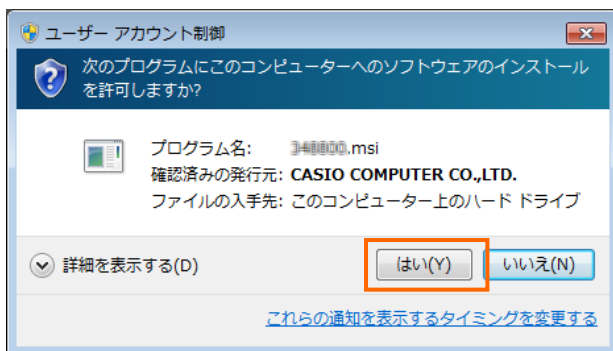 ユーザー アカウント制御
次のプログラムにこのコンピューターへのソフトウェアのインストール
を許可しますか?
プログラム名: .msi
確認済みの発行元: CASIO COMPUTER CO.,LTD.
ファイルの入手先: このコンピューター上のハード ドライブ
詳細を表示する(D) はい(Y) いいえ(N)
これらの通知を表示するタイミングを変更する